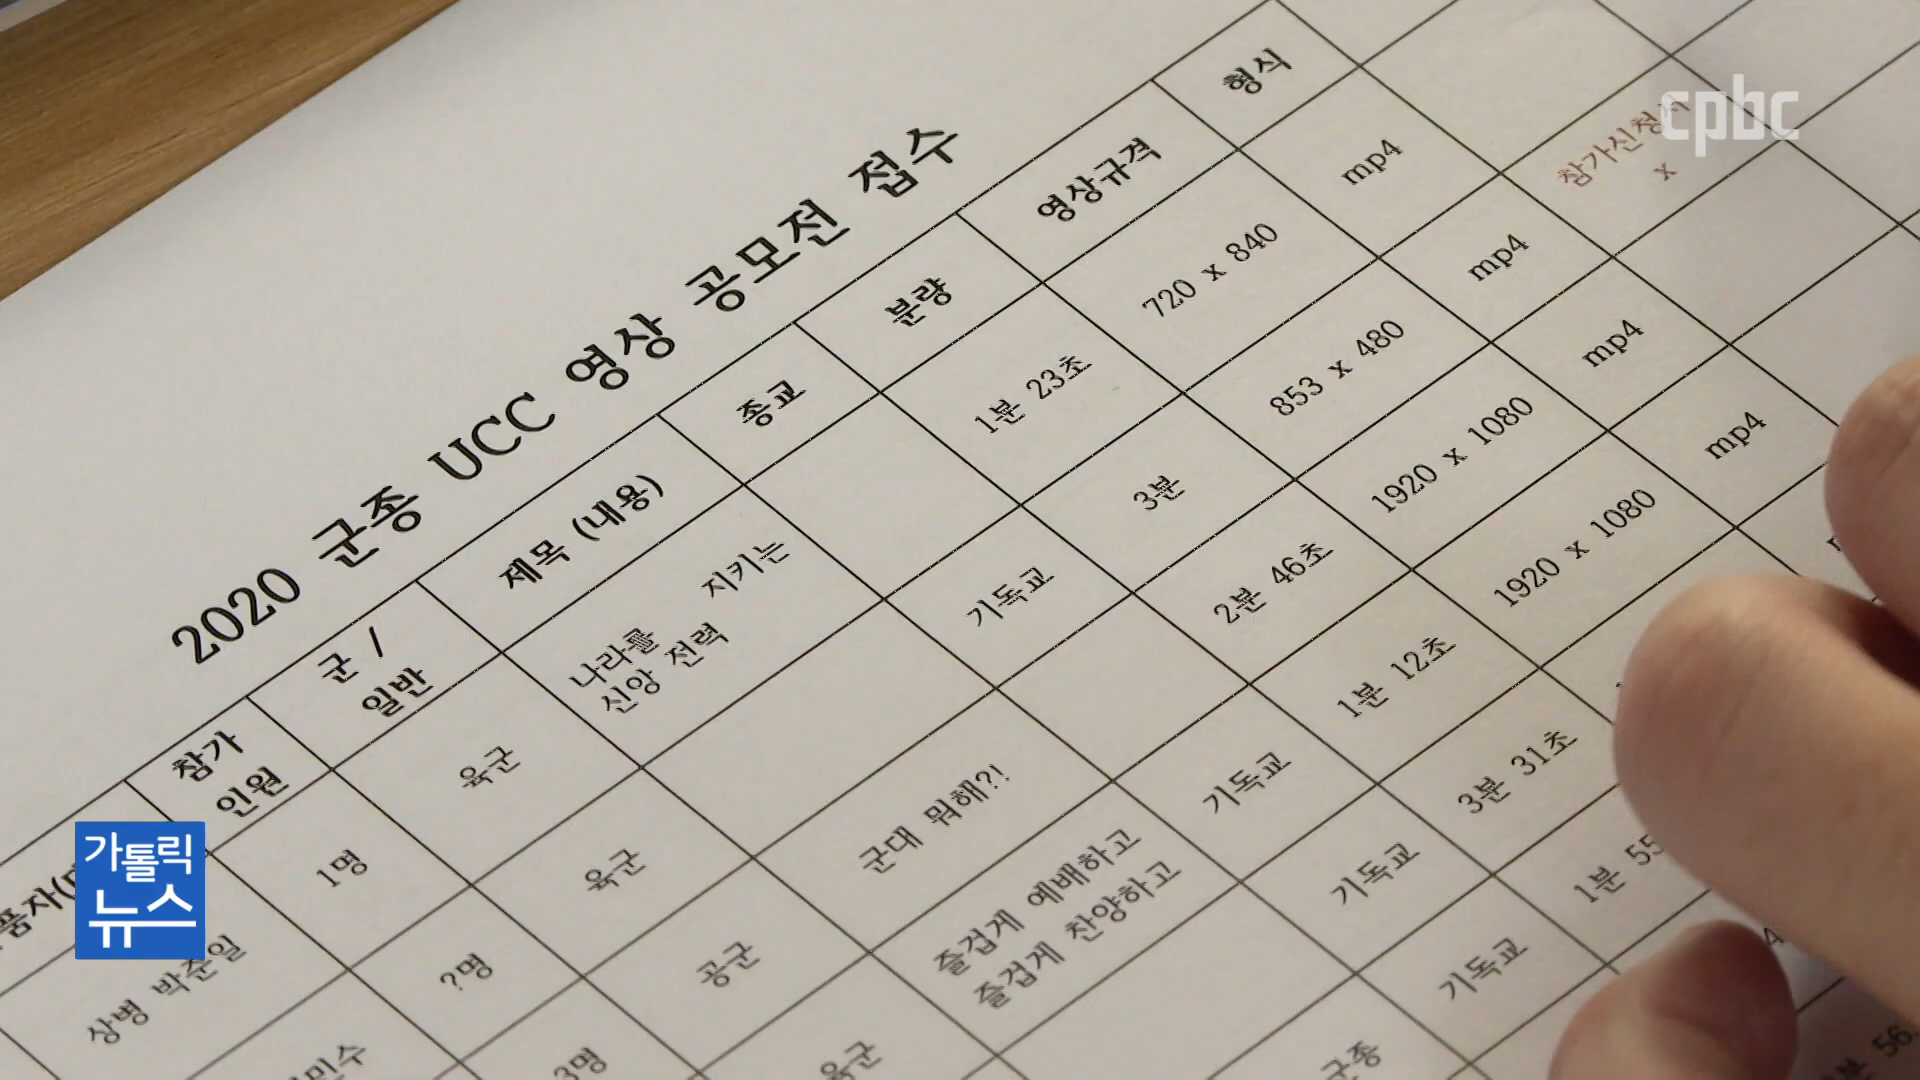 cpbc
2020 군종 UCC 영상 공모전 접수
참가 인원 군 / 일반 제목 (내용) 종교 분량 영상규격 형식
상병 박준일 1명 육군 나라를 지키는 신앙 전력 1분 23초 720 x 840 mp4
?명 육군 기독교 3분 853 x 480 mp4 참가신청서 x
3명 공군 군대 뭐해?! 2분 46초 1920 x 1080 mp4
육군 즐겁게 예배하고 즐겁게 찬양하고 기독교 1분 12초 1920 x 1080 mp4
기독교 3분 31초
군종 기독교 1분 55
가톨릭
뉴스